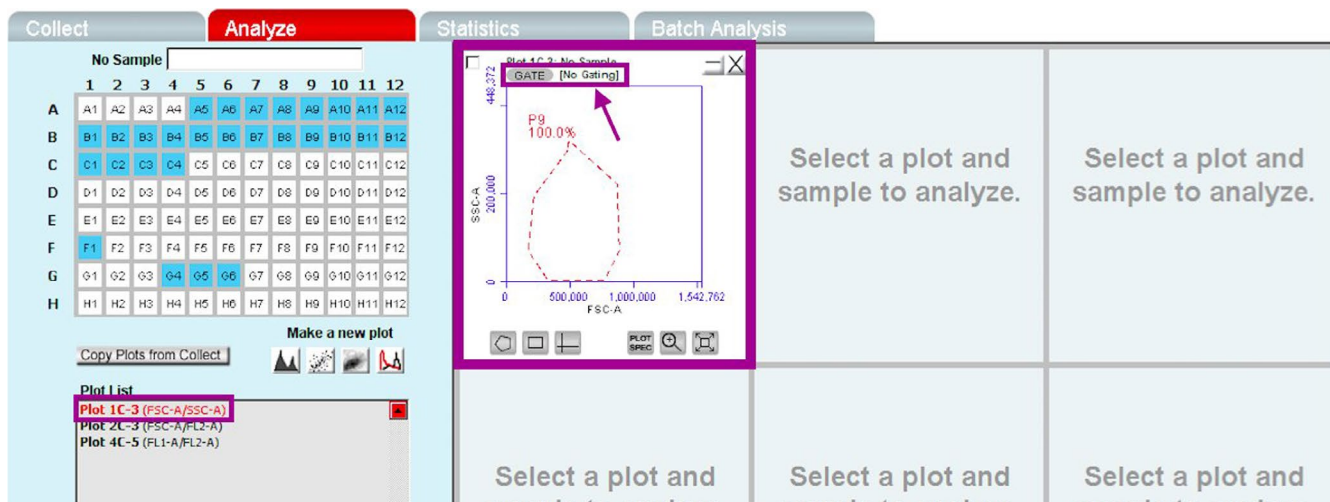 Collect Analyze Statistics Batch Analysis
No Sample
1 2 3 4 5 6 7 8 9 10 11 12
A A1 A2 A3 A4 A5 A6 A7 A8 A9 A10 A11 A12
B B1 B2 B3 B4 B5 B6 B7 B8 B9 B10 B11 B12
C C1 C2 C3 C4 C5 C6 C7 C8 C9 C10 C11 C12
D D1 D2 D3 D4 D5 D6 D7 D8 D9 D10 D11 D12
E E1 E2 E3 E4 E5 E6 E7 E8 E9 E10 E11 E12
F F1 F2 F3 F4 F5 F6 F7 F8 F9 F10 F11 F12
G G1 G2 G3 G4 G5 G6 G7 G8 G9 G10 G11 G12
H H1 H2 H3 H4 H5 H6 H7 H8 H9 H10 H11 H12
Make a new plot
Copy Plots from Collect
Plot List
Plot 1C-3 (FSC-A/SSC-A)
Plot 2C-3 (FSC-A/FL2-A)
Plot 4C-5 (FL1-A/FL2-A)
Plot 1C-3: No Sample
GATE [No Gating]
448,372
P9
100.0%
SSC-A
200,000
0
0 500,000 1,000,000 1,542,762
FSC-A
PLOT
SPEC
Select a plot and
sample to analyze.
Select a plot and
sample to analyze.
Select a plot and
Select a plot and
Select a plot and